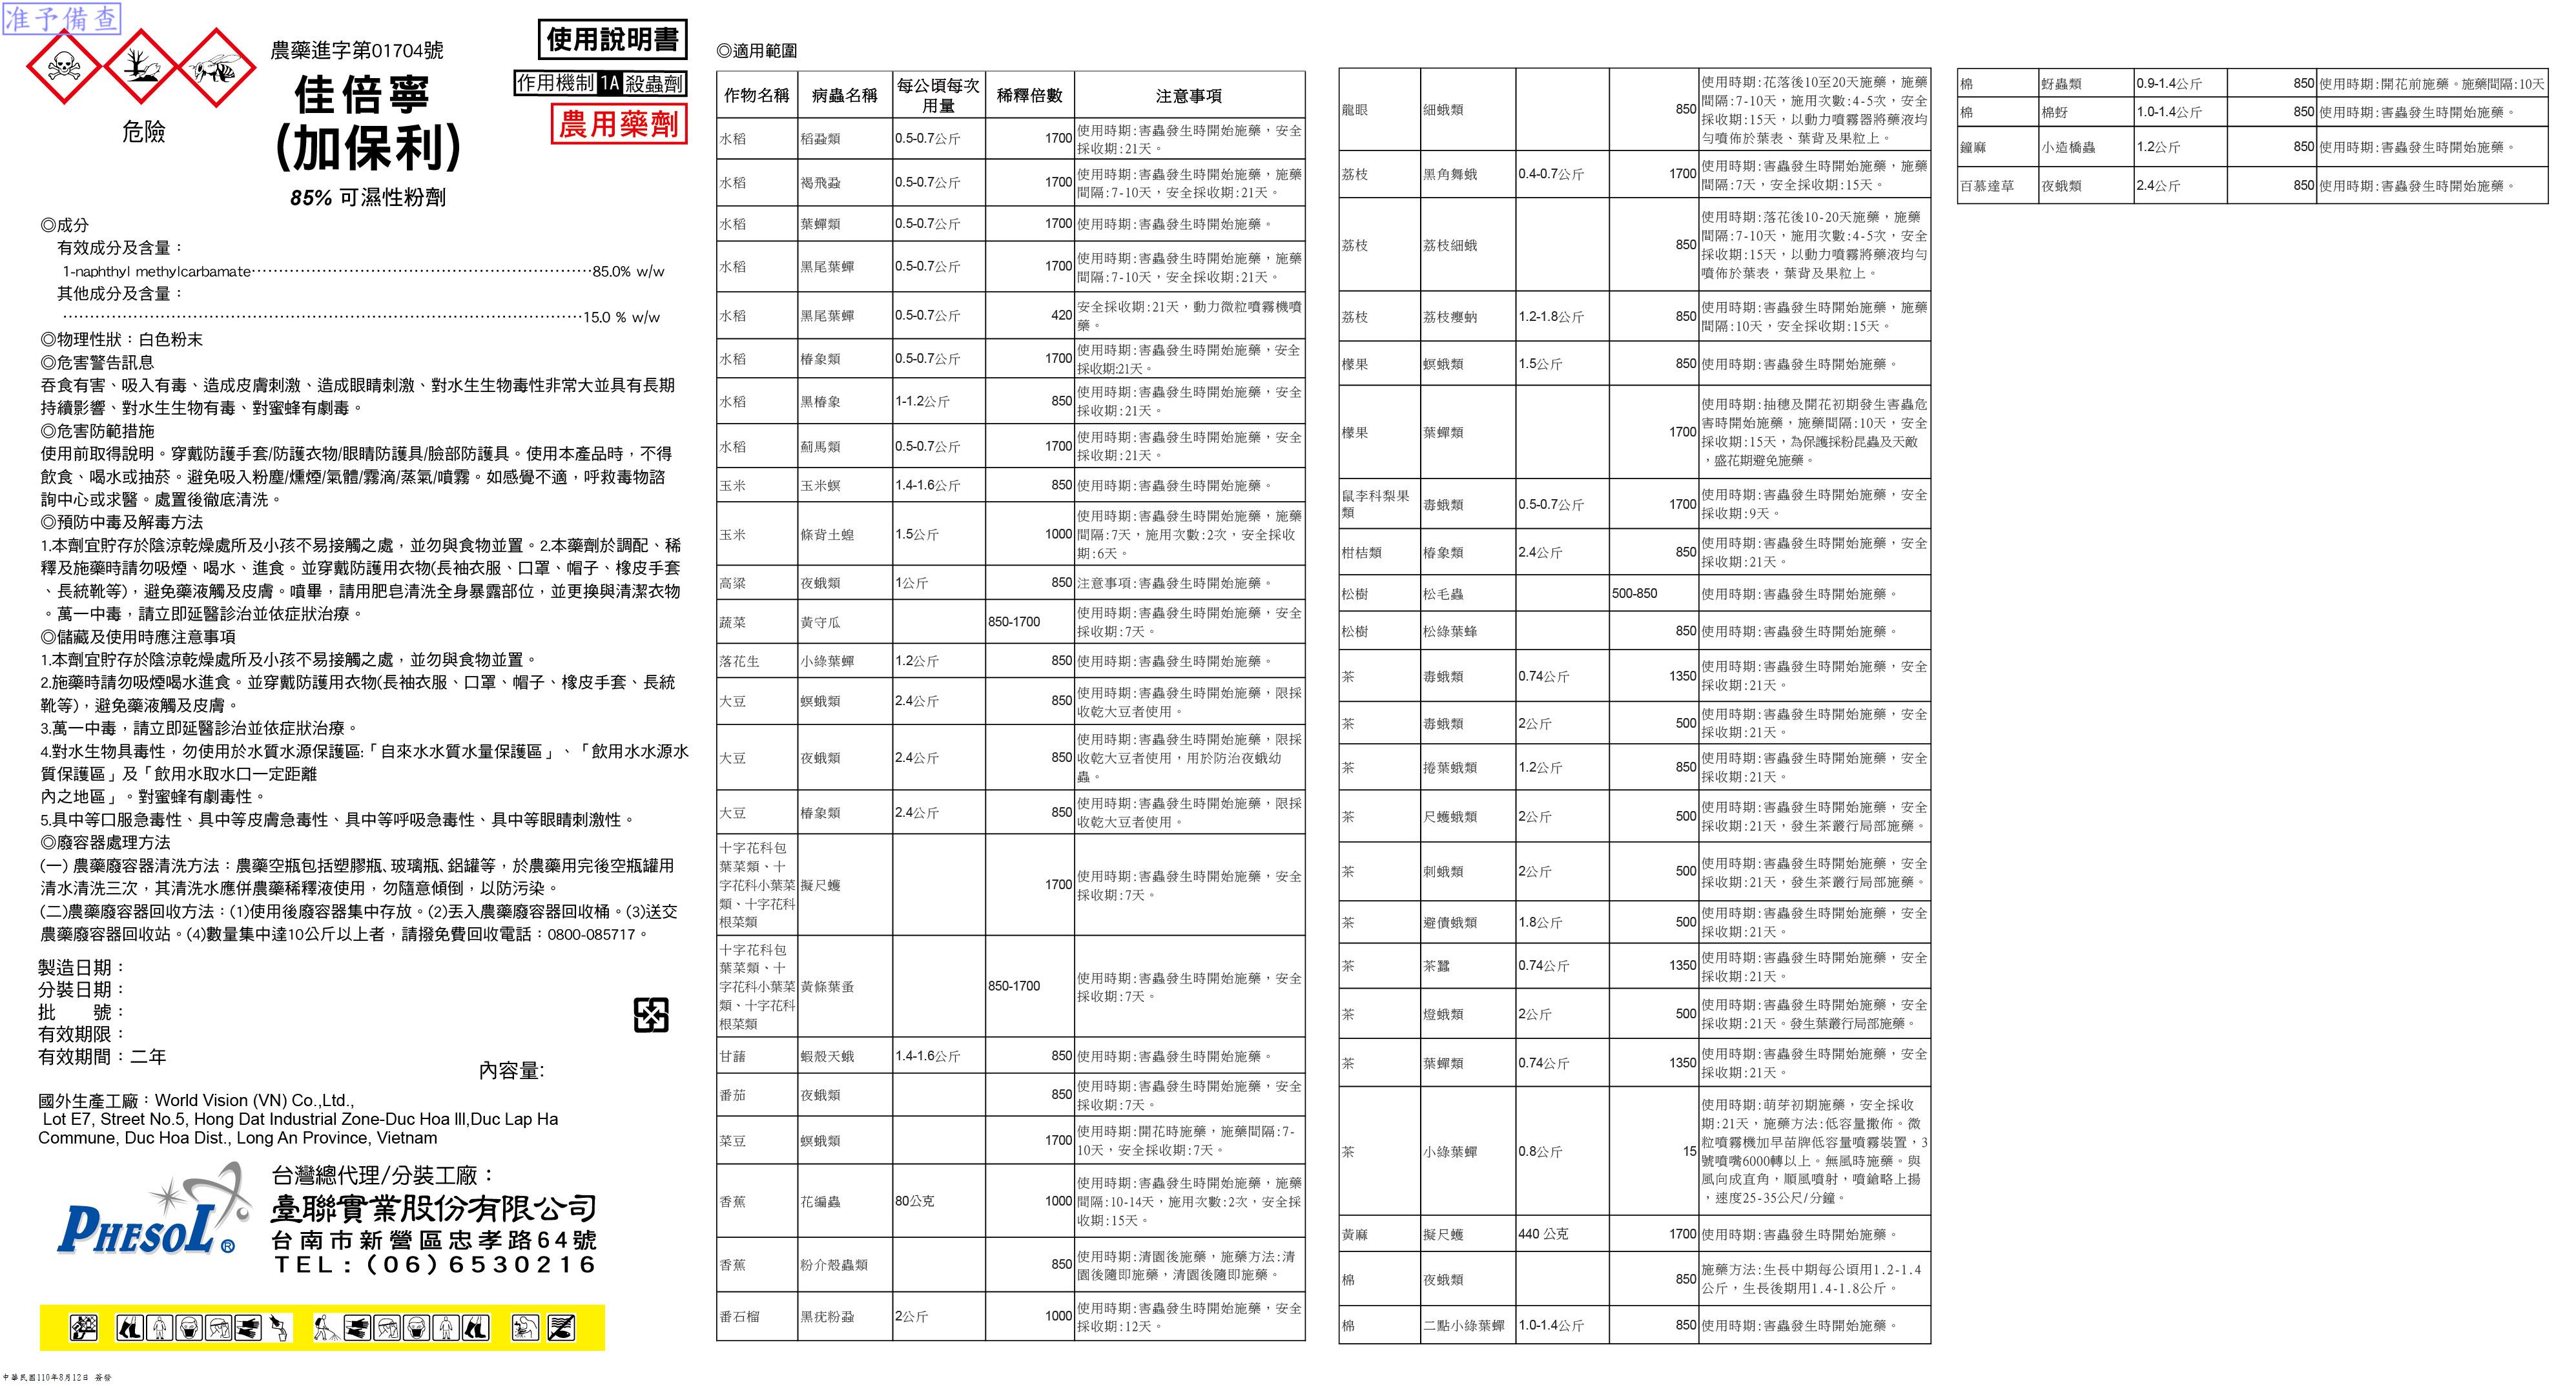 准予備查
農藥進字第01704號
佳倍寧
(加保利)
85% 可濕性粉劑
危險
使用說明書
作用機制 1A 殺蟲劑
農用藥劑
◎成分
有效成分及含量：
1-naphthyl methylcarbamate⋯⋯⋯⋯⋯⋯⋯⋯⋯⋯⋯⋯⋯⋯⋯⋯⋯85.0% w/w
其他成分及含量：
⋯⋯⋯⋯⋯⋯⋯⋯⋯⋯⋯⋯⋯⋯⋯⋯⋯⋯⋯⋯⋯⋯⋯⋯⋯⋯⋯⋯15.0 % w/w
◎物理性狀：白色粉末
◎危害警告訊息
吞食有害、吸入有毒、造成皮膚刺激、造成眼睛刺激、對水生生物毒性非常大並具有長期
持續影響、對水生生物有毒、對蜜蜂有劇毒。
◎危害防範措施
使用前取得說明。穿戴防護手套/防護衣物/眼睛防護具/臉部防護具。使用本產品時，不得
飲食、喝水或抽菸。避免吸入粉塵/燻煙/氣體/霧滴/蒸氣/噴霧。如感覺不適，呼救毒物諮
詢中心或求醫。處置後徹底清洗。
◎預防中毒及解毒方法
1.本劑宜貯存於陰涼乾燥處所及小孩不易接觸之處，並勿與食物並置。2.本藥劑於調配、稀
釋及施藥時請勿吸煙、喝水、進食。並穿戴防護用衣物(長袖衣服、口罩、帽子、橡皮手套
、長統靴等)，避免藥液觸及皮膚。噴畢，請用肥皂清洗全身暴露部位，並更換與清潔衣物
。萬一中毒，請立即延醫診治並依症狀治療。
◎儲藏及使用時應注意事項
1.本劑宜貯存於陰涼乾燥處所及小孩不易接觸之處，並勿與食物並置。
2.施藥時請勿吸煙喝水進食。並穿戴防護用衣物(長袖衣服、口罩、帽子、橡皮手套、長統
靴等)，避免藥液觸及皮膚。
3.萬一中毒，請立即延醫診治並依症狀治療。
4.對水生物具毒性，勿使用於水質水源保護區:「自來水水質水量保護區」、「飲用水水源水
質保護區」及「飲用水取水口一定距離
內之地區」。對蜜蜂有劇毒性。
5.具中等口服急毒性、具中等皮膚急毒性、具中等呼吸急毒性、具中等眼睛刺激性。
◎廢容器處理方法
(一) 農藥廢容器清洗方法：農藥空瓶包括塑膠瓶、玻璃瓶、鋁罐等，於農藥用完後空瓶罐用
清水清洗三次，其清洗水應併農藥稀釋液使用，勿隨意傾倒，以防污染。
(二)農藥廢容器回收方法：(1)使用後廢容器集中存放。(2)丟入農藥廢容器回收桶。(3)送交
農藥廢容器回收站。(4)數量集中達10公斤以上者，請撥免費回收電話：0800-085717。
製造日期：
分裝日期：
批　　號：
有效期限：
有效期間：二年
內容量:
國外生產工廠：World Vision (VN) Co.,Ltd.,
Lot E7, Street No.5, Hong Dat Industrial Zone-Duc Hoa III,Duc Lap Ha
Commune, Duc Hoa Dist., Long An Province, Vietnam
PHESOL®
台灣總代理/分裝工廠：
臺聯實業股份有限公司
台南市新營區忠孝路64號
TEL:(06)6530216
中華民國110年8月12日 簽發
◎適用範圍
作物名稱 病蟲名稱 每公頃每次用量 稀釋倍數 注意事項
水稻 稻蝨類 0.5-0.7公斤 1700 使用時期:害蟲發生時開始施藥，安全採收期:21天。
水稻 褐飛蝨 0.5-0.7公斤 1700 使用時期:害蟲發生時開始施藥，施藥間隔:7-10天，安全採收期:21天。
水稻 葉蟬類 0.5-0.7公斤 1700 使用時期:害蟲發生時開始施藥。
水稻 黑尾葉蟬 0.5-0.7公斤 1700 使用時期:害蟲發生時開始施藥，施藥間隔:7-10天，安全採收期:21天。
水稻 黑尾葉蟬 0.5-0.7公斤 420 安全採收期:21天，動力微粒噴霧機噴藥。
水稻 椿象類 0.5-0.7公斤 1700 使用時期:害蟲發生時開始施藥，安全採收期:21天。
水稻 黑椿象 1-1.2公斤 850 使用時期:害蟲發生時開始施藥，安全採收期:21天。
水稻 薊馬類 0.5-0.7公斤 1700 使用時期:害蟲發生時開始施藥，安全採收期:21天。
玉米 玉米螟 1.4-1.6公斤 850 使用時期:害蟲發生時開始施藥。
玉米 條背土蝗 1.5公斤 1000 使用時期:害蟲發生時開始施藥，施藥間隔:7天，施用次數:2次，安全採收期:6天。
高粱 夜蛾類 1公斤 850 注意事項:害蟲發生時開始施藥。
蔬菜 黃守瓜 850-1700 使用時期:害蟲發生時開始施藥，安全採收期:7天。
落花生 小綠葉蟬 1.2公斤 850 使用時期:害蟲發生時開始施藥。
大豆 螟蛾類 2.4公斤 850 使用時期:害蟲發生時開始施藥，限採收乾大豆者使用。
大豆 夜蛾類 2.4公斤 850 使用時期:害蟲發生時開始施藥，限採收乾大豆者使用，用於防治夜蛾幼蟲。
大豆 椿象類 2.4公斤 850 使用時期:害蟲發生時開始施藥，限採收乾大豆者使用。
十字花科包葉菜類、十字花科小葉菜類、十字花科根菜類 擬尺蠖 1700 使用時期:害蟲發生時開始施藥，安全採收期:7天。
十字花科包葉菜類、十字花科小葉菜類、十字花科根菜類 黃條葉蚤 850-1700 使用時期:害蟲發生時開始施藥，安全採收期:7天。
甘藷 蝦殼天蛾 1.4-1.6公斤 850 使用時期:害蟲發生時開始施藥。
番茄 夜蛾類 850 使用時期:害蟲發生時開始施藥，安全採收期:7天。
菜豆 螟蛾類 1700 使用時期:開花時施藥，施藥間隔:7-10天，安全採收期:7天。
香蕉 花編蟲 80公克 1000 使用時期:害蟲發生時開始施藥，施藥間隔:10-14天，施用次數:2次，安全採收期:15天。
香蕉 粉介殼蟲類 850 使用時期:清園後施藥，施藥方法:清園後隨即施藥，清園後隨即施藥。
番石榴 黑疣粉蝨 2公斤 1000 使用時期:害蟲發生時開始施藥，安全採收期:12天。
龍眼 細蛾類 850 使用時期:花落後10至20天施藥，施藥間隔:7-10天，施用次數:4-5次，安全採收期:15天，以動力噴霧器將藥液均勻噴佈於葉表、葉背及果粒上。
荔枝 黑角舞蛾 0.4-0.7公斤 1700 使用時期:害蟲發生時開始施藥，施藥間隔:7天，安全採收期:15天。
荔枝 荔枝細蛾 850 使用時期:落花後10-20天施藥，施藥間隔:7-10天，施用次數:4-5次，安全採收期:15天，以動力噴霧將藥液均勻噴佈於葉表，葉背及果粒上。
荔枝 荔枝癭蚋 1.2-1.8公斤 850 使用時期:害蟲發生時開始施藥，施藥間隔:10天，安全採收期:15天。
檬果 螟蛾類 1.5公斤 850 使用時期:害蟲發生時開始施藥。
檬果 葉蟬類 1700 使用時期:抽穗及開花初期發生害蟲危害時開始施藥，施藥間隔:10天，安全採收期:15天，為保護採粉昆蟲及天敵，盛花期避免施藥。
鼠李科梨果類 毒蛾類 0.5-0.7公斤 1700 使用時期:害蟲發生時開始施藥，安全採收期:9天。
柑桔類 椿象類 2.4公斤 850 使用時期:害蟲發生時開始施藥，安全採收期:21天。
松樹 松毛蟲 500-850 使用時期:害蟲發生時開始施藥。
松樹 松綠葉蜂 850 使用時期:害蟲發生時開始施藥。
茶 毒蛾類 0.74公斤 1350 使用時期:害蟲發生時開始施藥，安全採收期:21天。
茶 毒蛾類 2公斤 500 使用時期:害蟲發生時開始施藥，安全採收期:21天。
茶 捲葉蛾類 1.2公斤 850 使用時期:害蟲發生時開始施藥，安全採收期:21天。
茶 尺蠖蛾類 2公斤 500 使用時期:害蟲發生時開始施藥，安全採收期:21天，發生茶叢行局部施藥。
茶 刺蛾類 2公斤 500 使用時期:害蟲發生時開始施藥，安全採收期:21天，發生茶叢行局部施藥。
茶 避債蛾類 1.8公斤 500 使用時期:害蟲發生時開始施藥，安全採收期:21天。
茶 茶蠶 0.74公斤 1350 使用時期:害蟲發生時開始施藥，安全採收期:21天。
茶 燈蛾類 2公斤 500 使用時期:害蟲發生時開始施藥，安全採收期:21天。發生葉叢行局部施藥。
茶 葉蟬類 0.74公斤 1350 使用時期:害蟲發生時開始施藥，安全採收期:21天。
茶 小綠葉蟬 0.8公斤 15 使用時期:萌芽初期施藥，安全採收期:21天，施藥方法:低容量撒佈。微粒噴霧機加早苗牌低容量噴霧裝置，3號噴嘴6000轉以上。無風時施藥。與風向成直角，順風噴射，噴鎗略上揚，速度25-35公尺/分鐘。
黃麻 擬尺蠖 440 公克 1700 使用時期:害蟲發生時開始施藥。
棉 夜蛾類 850 施藥方法:生長中期每公頃用1.2-1.4公斤，生長後期用1.4-1.8公斤。
棉 二點小綠葉蟬 1.0-1.4公斤 850 使用時期:害蟲發生時開始施藥。
棉 蚜蟲類 0.9-1.4公斤 850 使用時期:開花前施藥。施藥間隔:10天
棉 棉蚜 1.0-1.4公斤 850 使用時期:害蟲發生時開始施藥。
鐘麻 小造橋蟲 1.2公斤 850 使用時期:害蟲發生時開始施藥。
百慕達草 夜蛾類 2.4公斤 850 使用時期:害蟲發生時開始施藥。